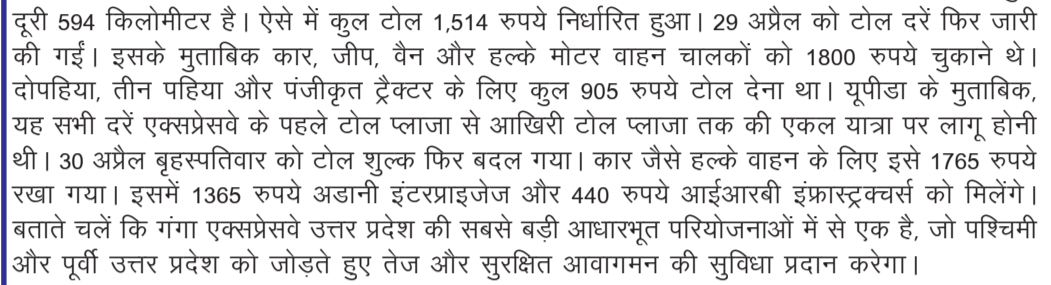 दूरी 594 किलोमीटर है। ऐसे में कुल टोल 1,514 रुपये निर्धारित हुआ। 29 अप्रैल को टोल दरें फिर जारी
की गईं। इसके मुताबिक कार, जीप, वैन और हल्के मोटर वाहन चालकों को 1800 रुपये चुकाने थे।
दोपहिया, तीन पहिया और पंजीकृत ट्रैक्टर के लिए कुल 905 रुपये टोल देना था। यूपीडा के मुताबिक,
यह सभी दरें एक्सप्रेसवे के पहले टोल प्लाजा से आखिरी टोल प्लाजा तक की एकल यात्रा पर लागू होनी
थी। 30 अप्रैल बृहस्पतिवार को टोल शुल्क फिर बदल गया। कार जैसे हल्के वाहन के लिए इसे 1765 रुपये
रखा गया। इसमें 1365 रुपये अडानी इंटरप्राइजेज और 440 रुपये आईआरबी इंफ्रास्ट्रक्चर्स को मिलेंगे।
बताते चलें कि गंगा एक्सप्रेसवे उत्तर प्रदेश की सबसे बड़ी आधारभूत परियोजनाओं में से एक है, जो पश्चिमी
और पूर्वी उत्तर प्रदेश को जोड़ते हुए तेज और सुरक्षित आवागमन की सुविधा प्रदान करेगा।